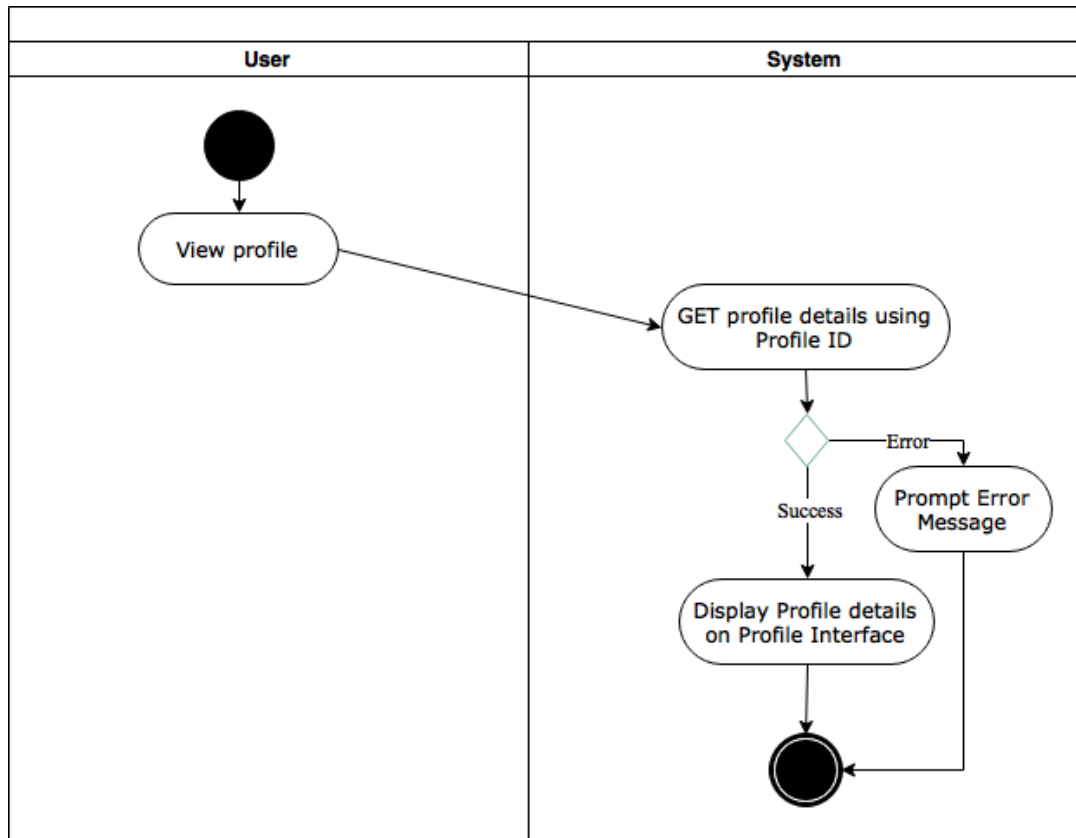 User
System
View profile
GET profile details using
Profile ID
Error
Prompt Error
Message
Success
Display Profile details
on Profile Interface